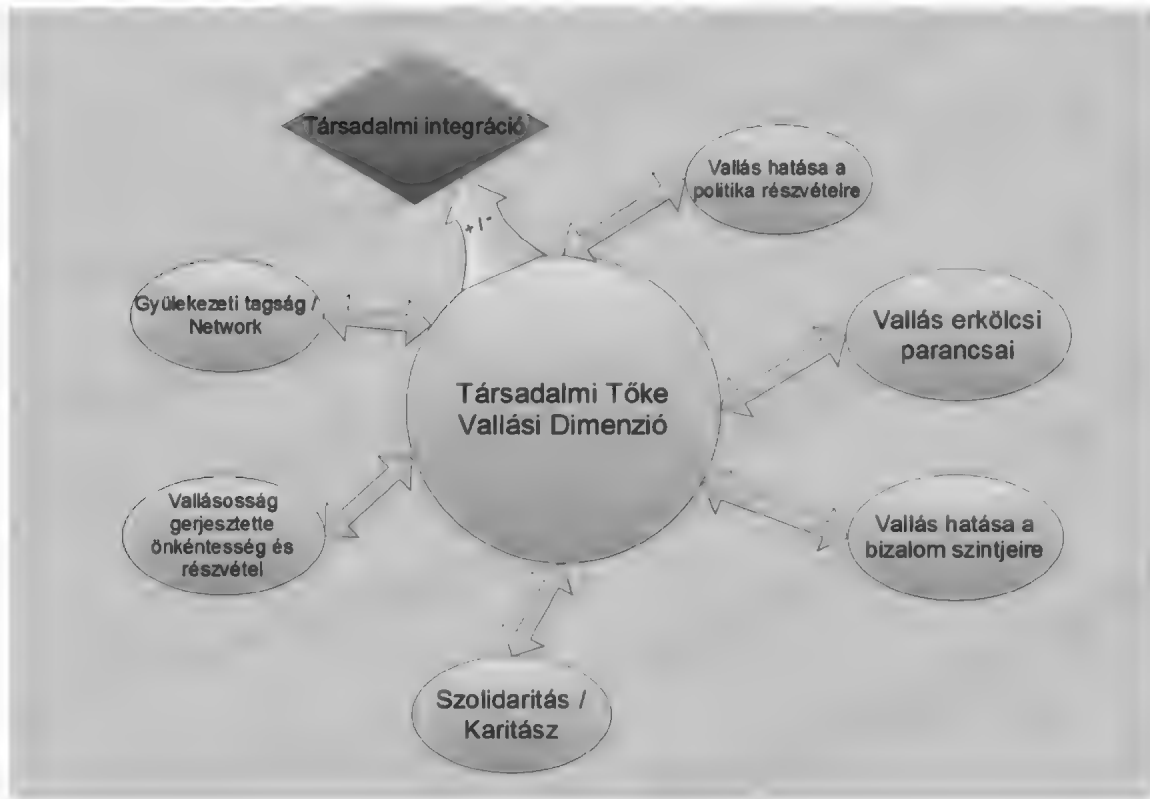 Társadalmi integráció
Vallás hatása a
politika részvételre
+ / -
Gyülekezeti tagság /
Network
Vallás erkölcsi
parancsai
Társadalmi Tőke
Vallási Dimenzió
Vallásosság
gerjesztette
önkéntesség és
részvétel
Vallás hatása a
bizalom szintjeire
Szolidaritás /
Karitász